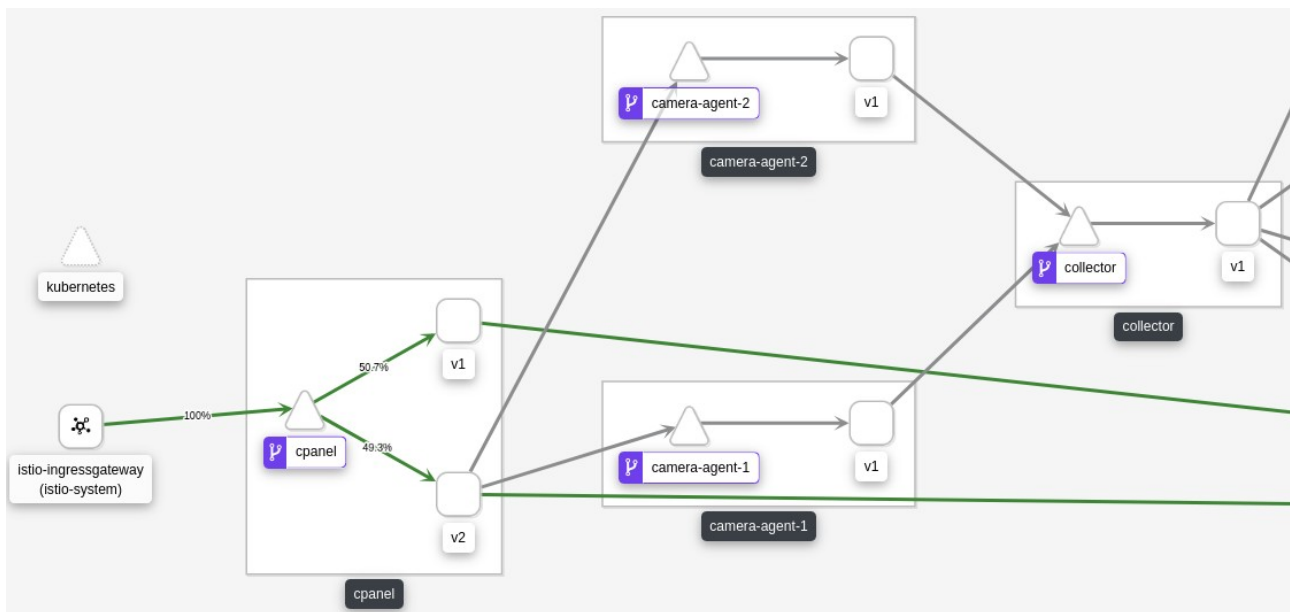 camera-agent-2
v1
camera-agent-2
collector
v1
collector
kubernetes
v1
50.7%
100%
49.3%
cpanel
istio-ingressgateway
(istio-system)
v2
cpanel
camera-agent-1
v1
camera-agent-1